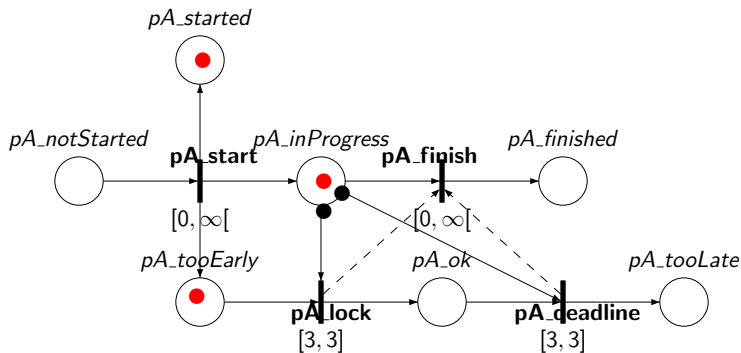 pA_started
pA_notStarted
pA_start
pA_inProgress
pA_finish
pA_finished
[0, ∞[
[0, ∞[
pA_tooEarly
pA_ok
pA_tooLate
pA_lock
pA_deadline
[3, 3]
[3, 3]